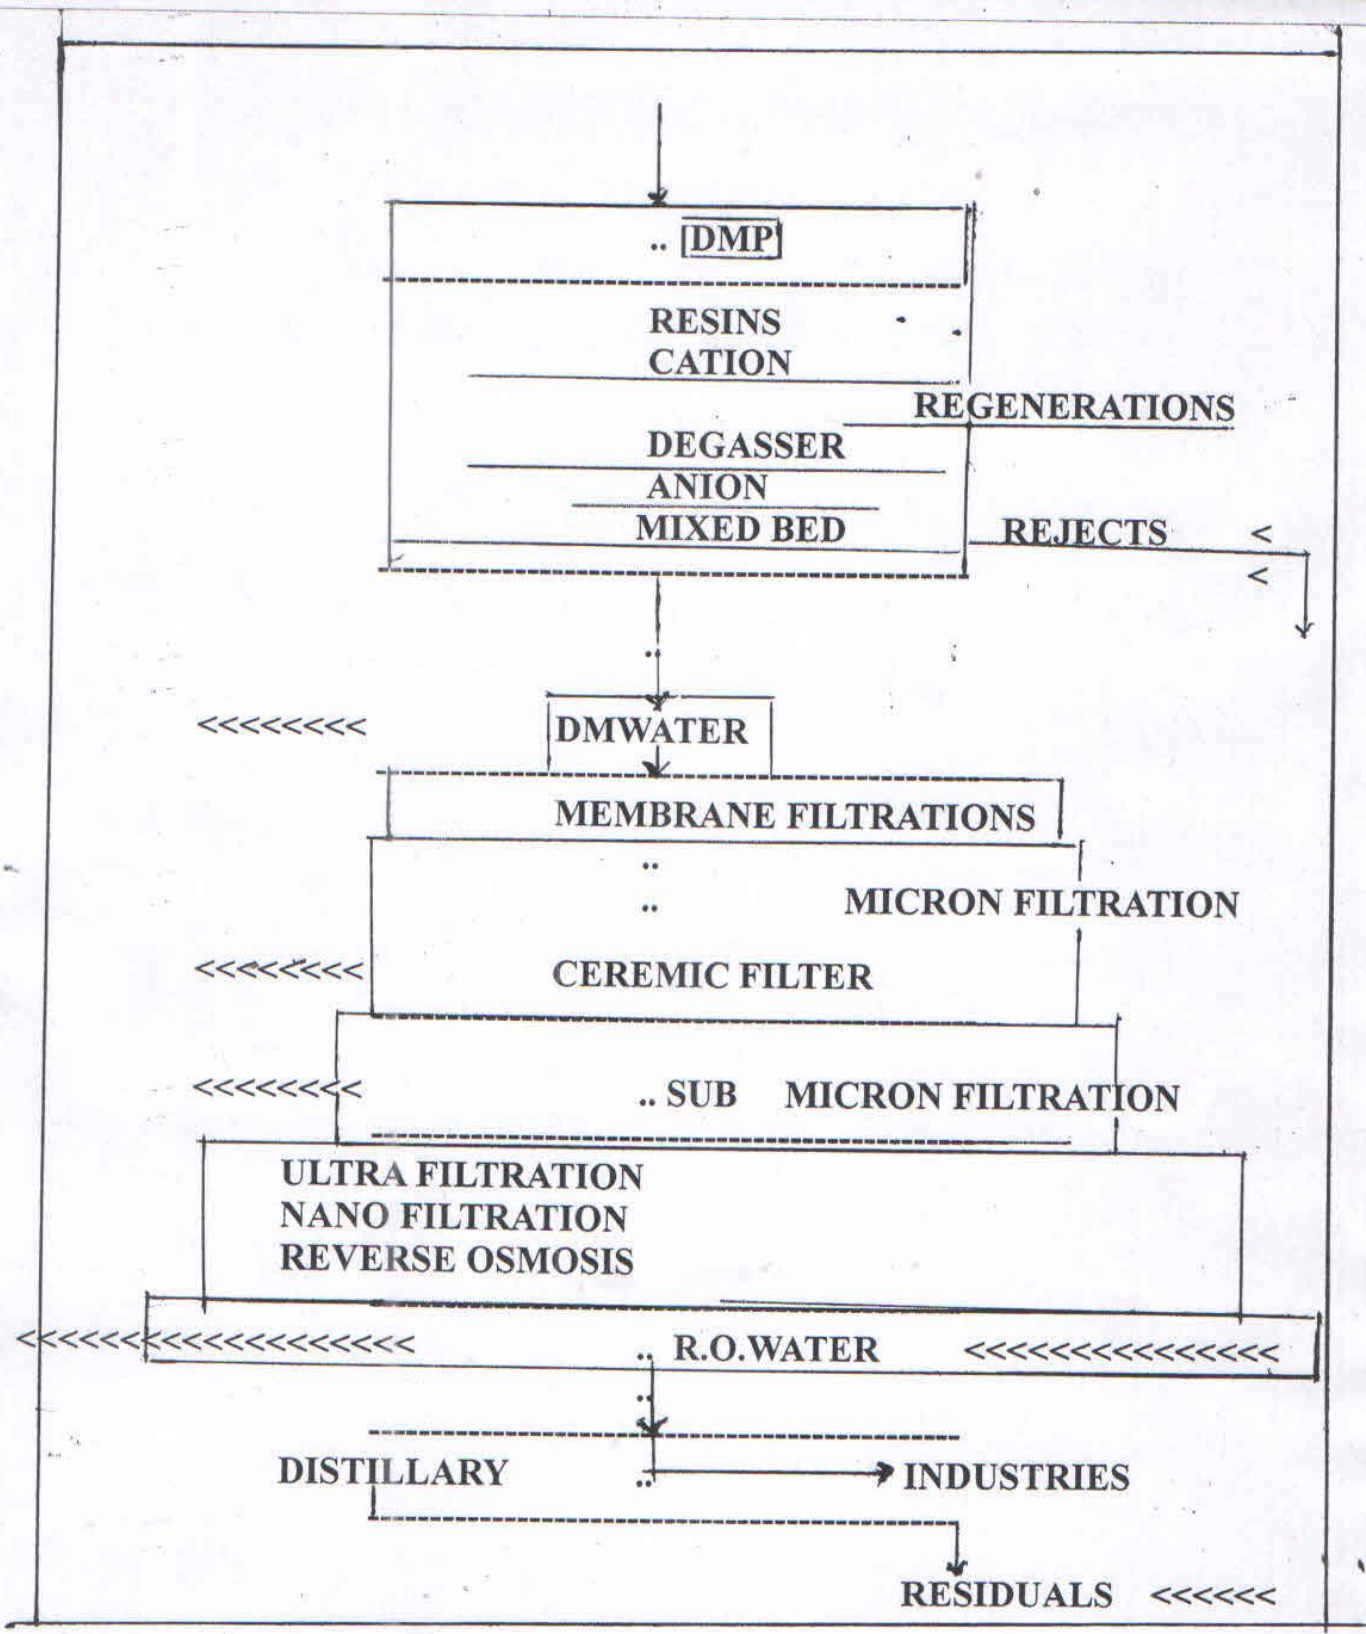 .. [DMP]
RESINS
CATION
REGENERATIONS
DEGASSER
ANION
MIXED BED REJECTS <
<
<<<<<<<< DMWATER
MEMBRANE FILTRATIONS
..
.. MICRON FILTRATION
<<<<<<<< CEREMIC FILTER
<<<<<<<< .. SUB MICRON FILTRATION
ULTRA FILTRATION
NANO FILTRATION
REVERSE OSMOSIS
<<<<<<<<<<<<<<<<<<<< .. R.O.WATER <<<<<<<<<<<<<<<
..
DISTILLARY .. INDUSTRIES
RESIDUALS <<<<<<